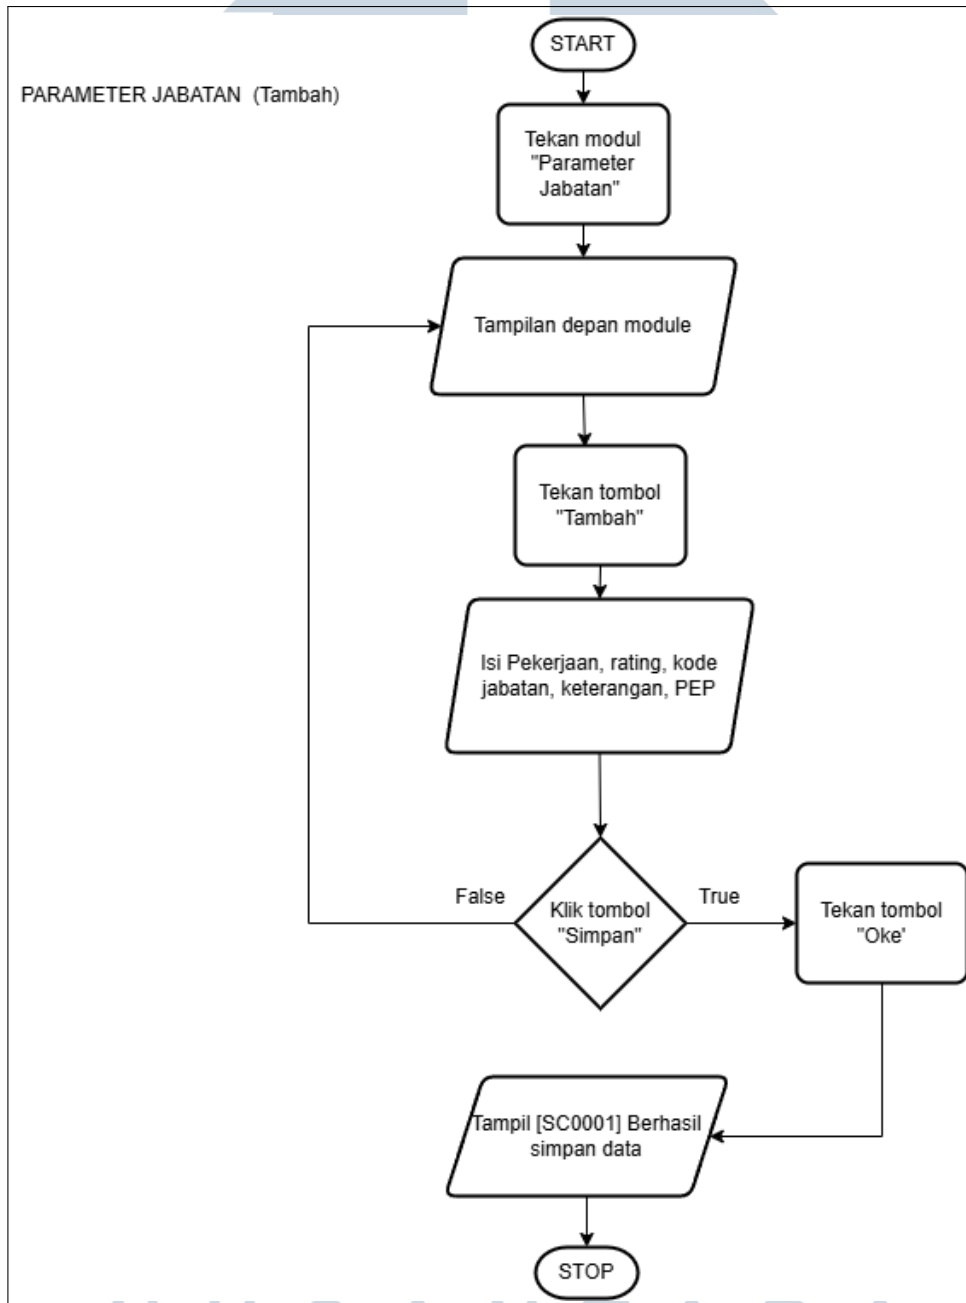 START
PARAMETER JABATAN (Tambah)
Tekan modul
"Parameter
Jabatan"
Tampilan depan module
Tekan tombol
"Tambah"
Isi Pekerjaan, rating, kode
jabatan, keterangan, PEP
False
Klik tombol
"Simpan"
True
Tekan tombol
"Oke'
Tampil [SC0001] Berhasil
simpan data
STOP